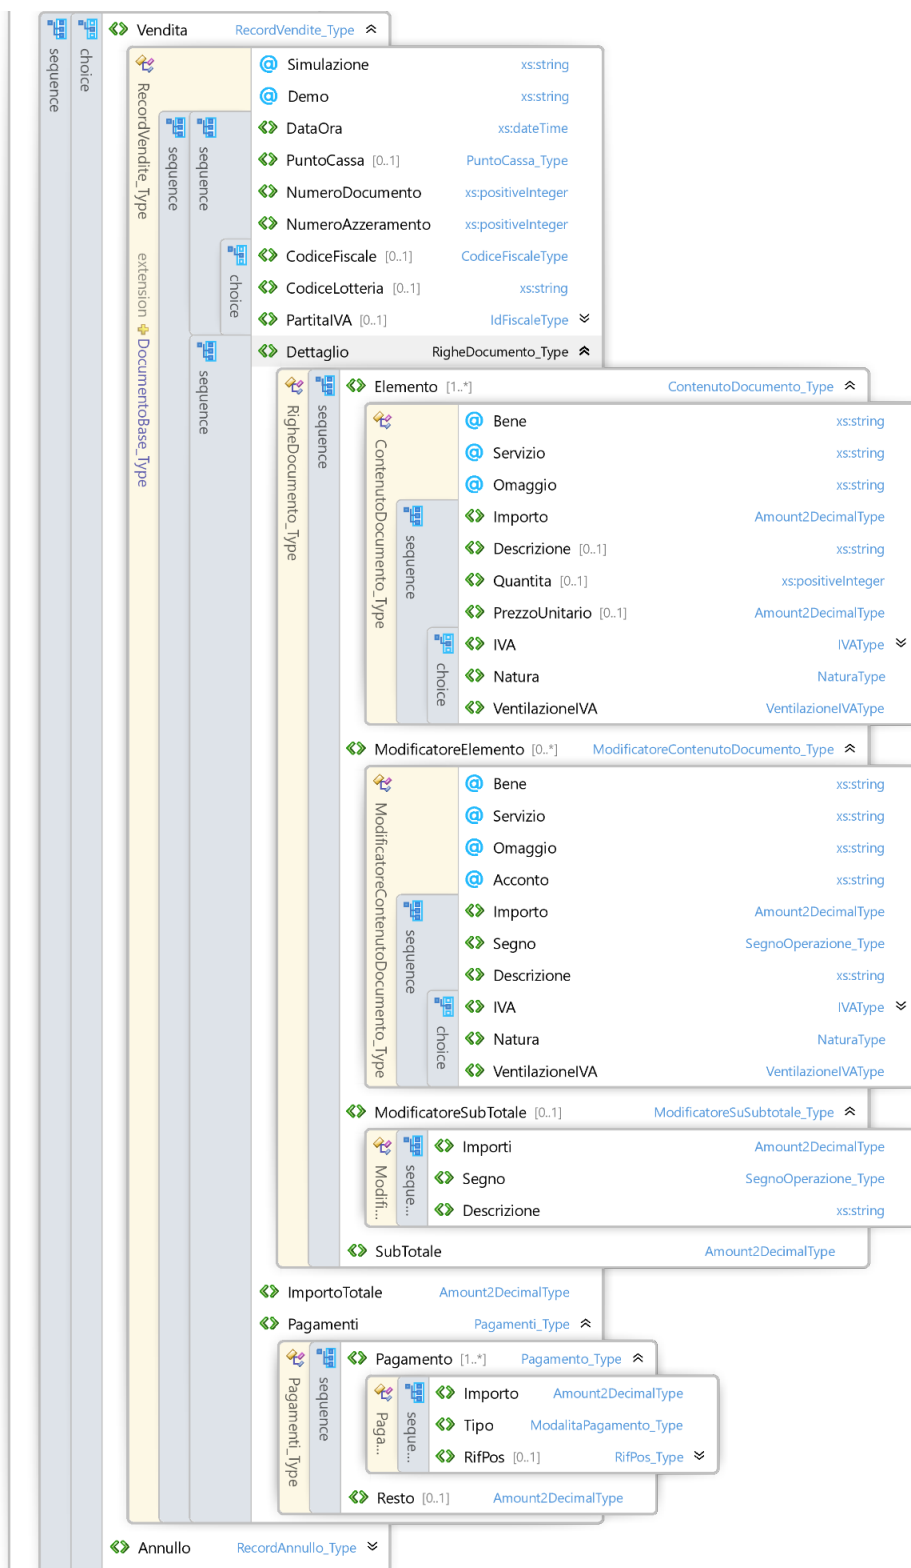 sequence
choice
Vendita RecordVendite_Type
RecordVendite_Type extension DocumentoBase_Type
sequence
sequence
@ Simulazione xs:string
@ Demo xs:string
DataOra xs:dateTime
PuntoCassa [0..1] PuntoCassa_Type
NumeroDocumento xs:positiveInteger
NumeroAzzeramento xs:positiveInteger
choice
CodiceFiscale [0..1] CodiceFiscaleType
CodiceLotteria [0..1] xs:string
PartitaIVA [0..1] IdFiscaleType
sequence
Dettaglio RigheDocumento_Type
RigheDocumento_Type
sequence
Elemento [1..*] ContenutoDocumento_Type
ContenutoDocumento_Type
@ Bene xs:string
@ Servizio xs:string
@ Omaggio xs:string
sequence
Importo Amount2DecimalType
Descrizione [0..1] xs:string
Quantita [0..1] xs:positiveInteger
PrezzoUnitario [0..1] Amount2DecimalType
choice
IVA IVAType
Natura NaturaType
VentilazioneIVA VentilazioneIVAType
ModificatoreElemento [0..*] ModificatoreContenutoDocumento_Type
ModificatoreContenutoDocumento_Type
@ Bene xs:string
@ Servizio xs:string
@ Omaggio xs:string
@ Acconto xs:string
sequence
Importo Amount2DecimalType
Segno SegnoOperazione_Type
Descrizione xs:string
choice
IVA IVAType
Natura NaturaType
VentilazioneIVA VentilazioneIVAType
ModificatoreSubTotale [0..1] ModificatoreSuSubtotale_Type
Modifi...
seque...
Importi Amount2DecimalType
Segno SegnoOperazione_Type
Descrizione xs:string
SubTotale Amount2DecimalType
ImportoTotale Amount2DecimalType
Pagamenti Pagamenti_Type
Pagamenti_Type
sequence
Pagamento [1..*] Pagamento_Type
Paga...
seque...
Importo Amount2DecimalType
Tipo ModalitaPagamento_Type
RifPos [0..1] RifPos_Type
Resto [0..1] Amount2DecimalType
Annullo RecordAnnullo_Type